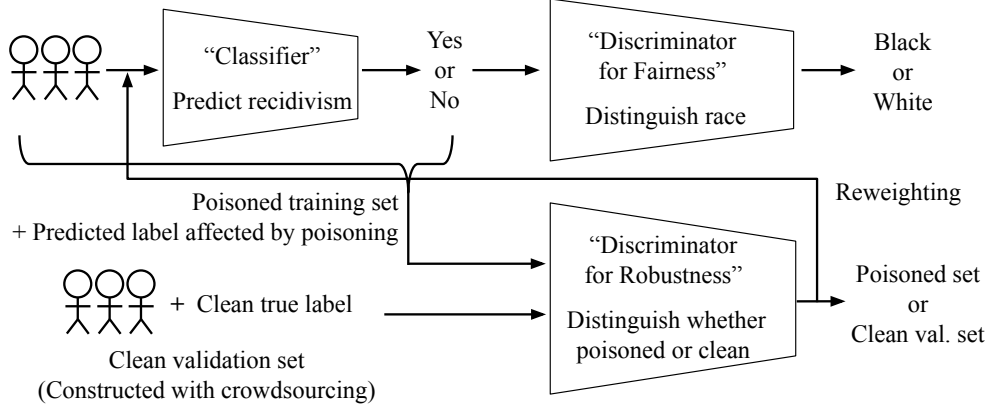 “Classifier”
Predict recidivism
Yes
or
No
“Discriminator
for Fairness”
Distinguish race
Black
or
White
Poisoned training set
+ Predicted label affected by poisoning
Reweighting
“Discriminator
for Robustness”
Distinguish whether
poisoned or clean
Poisoned set
or
Clean val. set
+ Clean true label
Clean validation set
(Constructed with crowdsourcing)